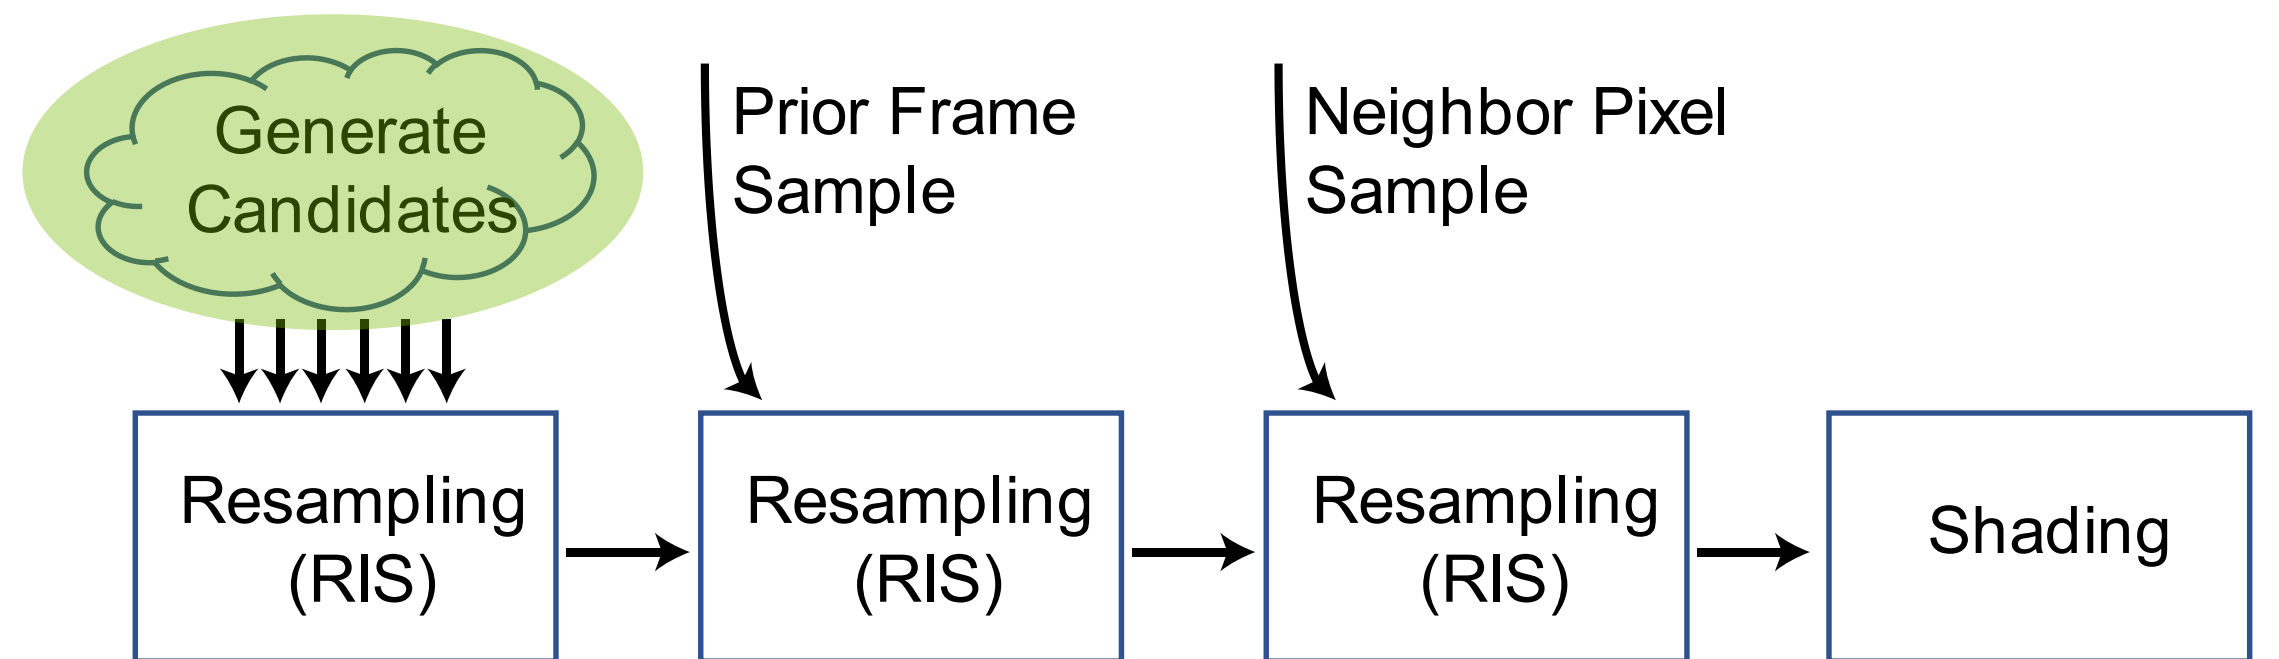 Generate
Candidates
Prior Frame
Sample
Neighbor Pixel
Sample
Resampling
(RIS)
Resampling
(RIS)
Resampling
(RIS)
Shading